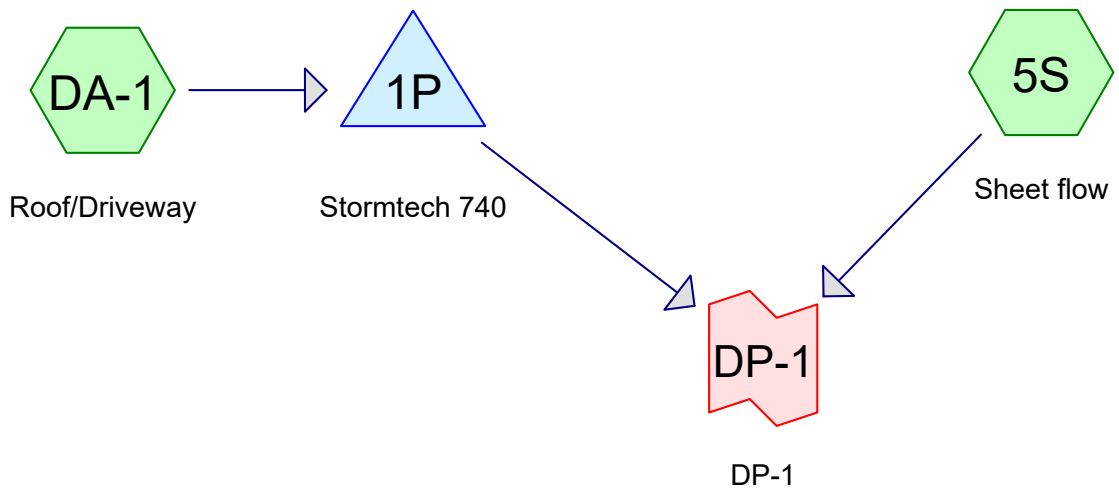 DA-1
1P
5S
Roof/Driveway
Stormtech 740
Sheet flow
DP-1
DP-1